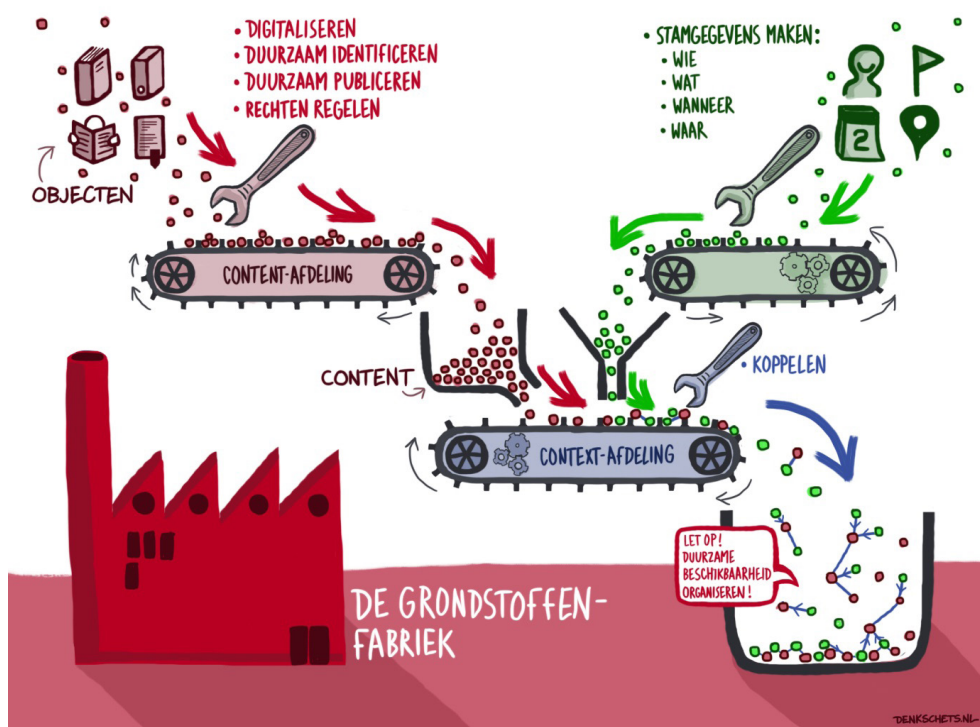 • DIGITALISEREN
• DUURZAAM IDENTIFICEREN
• DUURZAAM PUBLICEREN
• RECHTEN REGELEN
OBJECTEN
• STAMGEGEVENS MAKEN:
• WIE
• WAT
• WANNEER
• WAAR
2
CONTENT-AFDELING
CONTENT
• KOPPELEN
CONTEXT-AFDELING
LET OP!
DUURZAME
BESCHIKBAARHEID
ORGANISEREN!
DE GRONDSTOFFEN-
FABRIEK
DENKSCHETS.NL